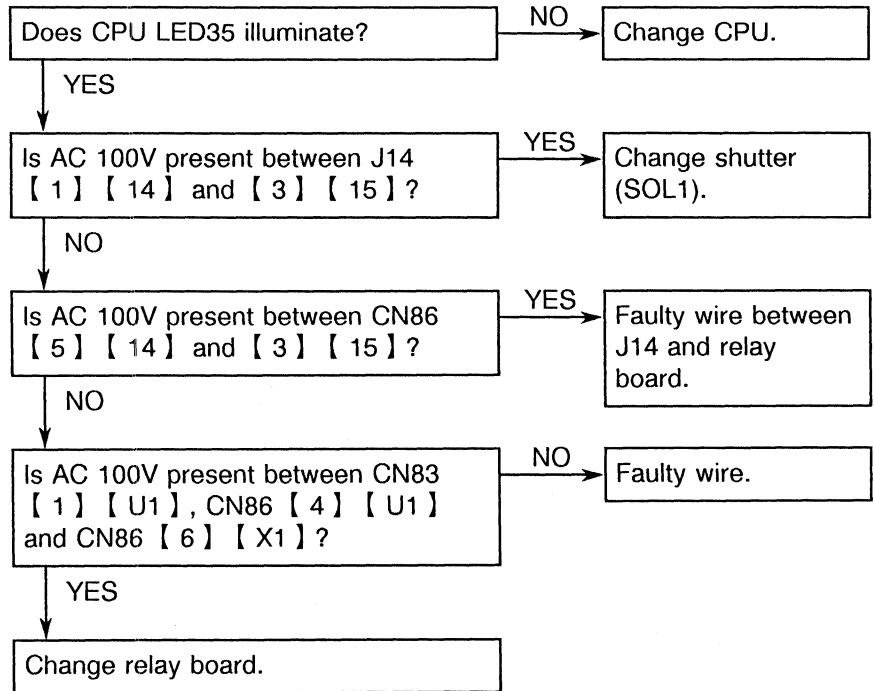 Does CPU LED35 illuminate?
NO
Change CPU.
YES
Is AC 100V present between J14
【 1 】【 14 】 and 【 3 】【 15 】?
YES
Change shutter
(SOL1).
NO
Is AC 100V present between CN86
【 5 】【 14 】 and 【 3 】【 15 】?
YES
Faulty wire between
J14 and relay
board.
NO
Is AC 100V present between CN83
【 1 】【 U1 】, CN86 【 4 】【 U1 】
and CN86 【 6 】【 X1 】?
NO
Faulty wire.
YES
Change relay board.